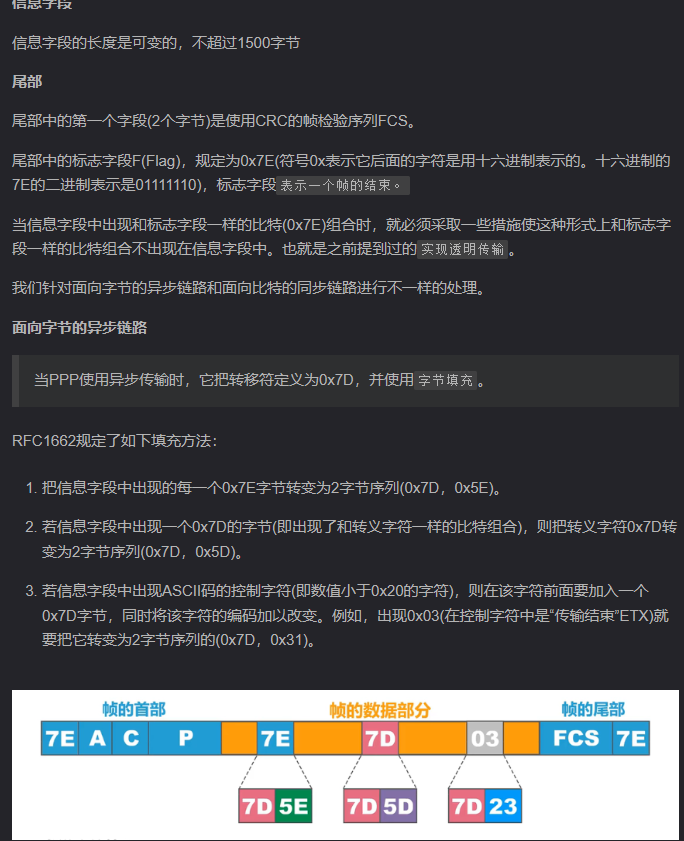 信息字段
信息字段的长度是可变的，不超过1500字节
尾部
尾部中的第一个字段(2个字节)是使用CRC的帧检验序列FCS。
尾部中的标志字段F(Flag)，规定为0x7E(符号0x表示它后面的字符是用十六进制表示的。十六进制的
7E的二进制表示是01111110)，标志字段表示一个帧的结束。
当信息字段中出现和标志字段一样的比特(0x7E)组合时，就必须采取一些措施使这种形式上和标志字
段一样的比特组合不出现在信息字段中。也就是之前提到过的实现透明传输。
我们针对面向字节的异步链路和面向比特的同步链路进行不一样的处理。
面向字节的异步链路
当PPP使用异步传输时，它把转移符定义为0x7D，并使用字节填充。
RFC1662规定了如下填充方法：
1. 把信息字段中出现的每一个0x7E字节转变为2字节序列(0x7D，0x5E)。
2. 若信息字段中出现一个0x7D的字节(即出现了和转义字符一样的比特组合)，则把转义字符0x7D转
变为2字节序列(0x7D，0x5D)。
3. 若信息字段中出现ASCII码的控制字符(即数值小于0x20的字符)，则在该字符前面要加入一个
0x7D字节，同时将该字符的编码加以改变。例如，出现0x03(在控制字符中是“传输结束”ETX)就
要把它转变为2字节序列的(0x7D，0x31)。
帧的首部 帧的数据部分 帧的尾部
7E A C P 7E 7D 03 FCS 7E
7D 5E 7D 5D 7D 23